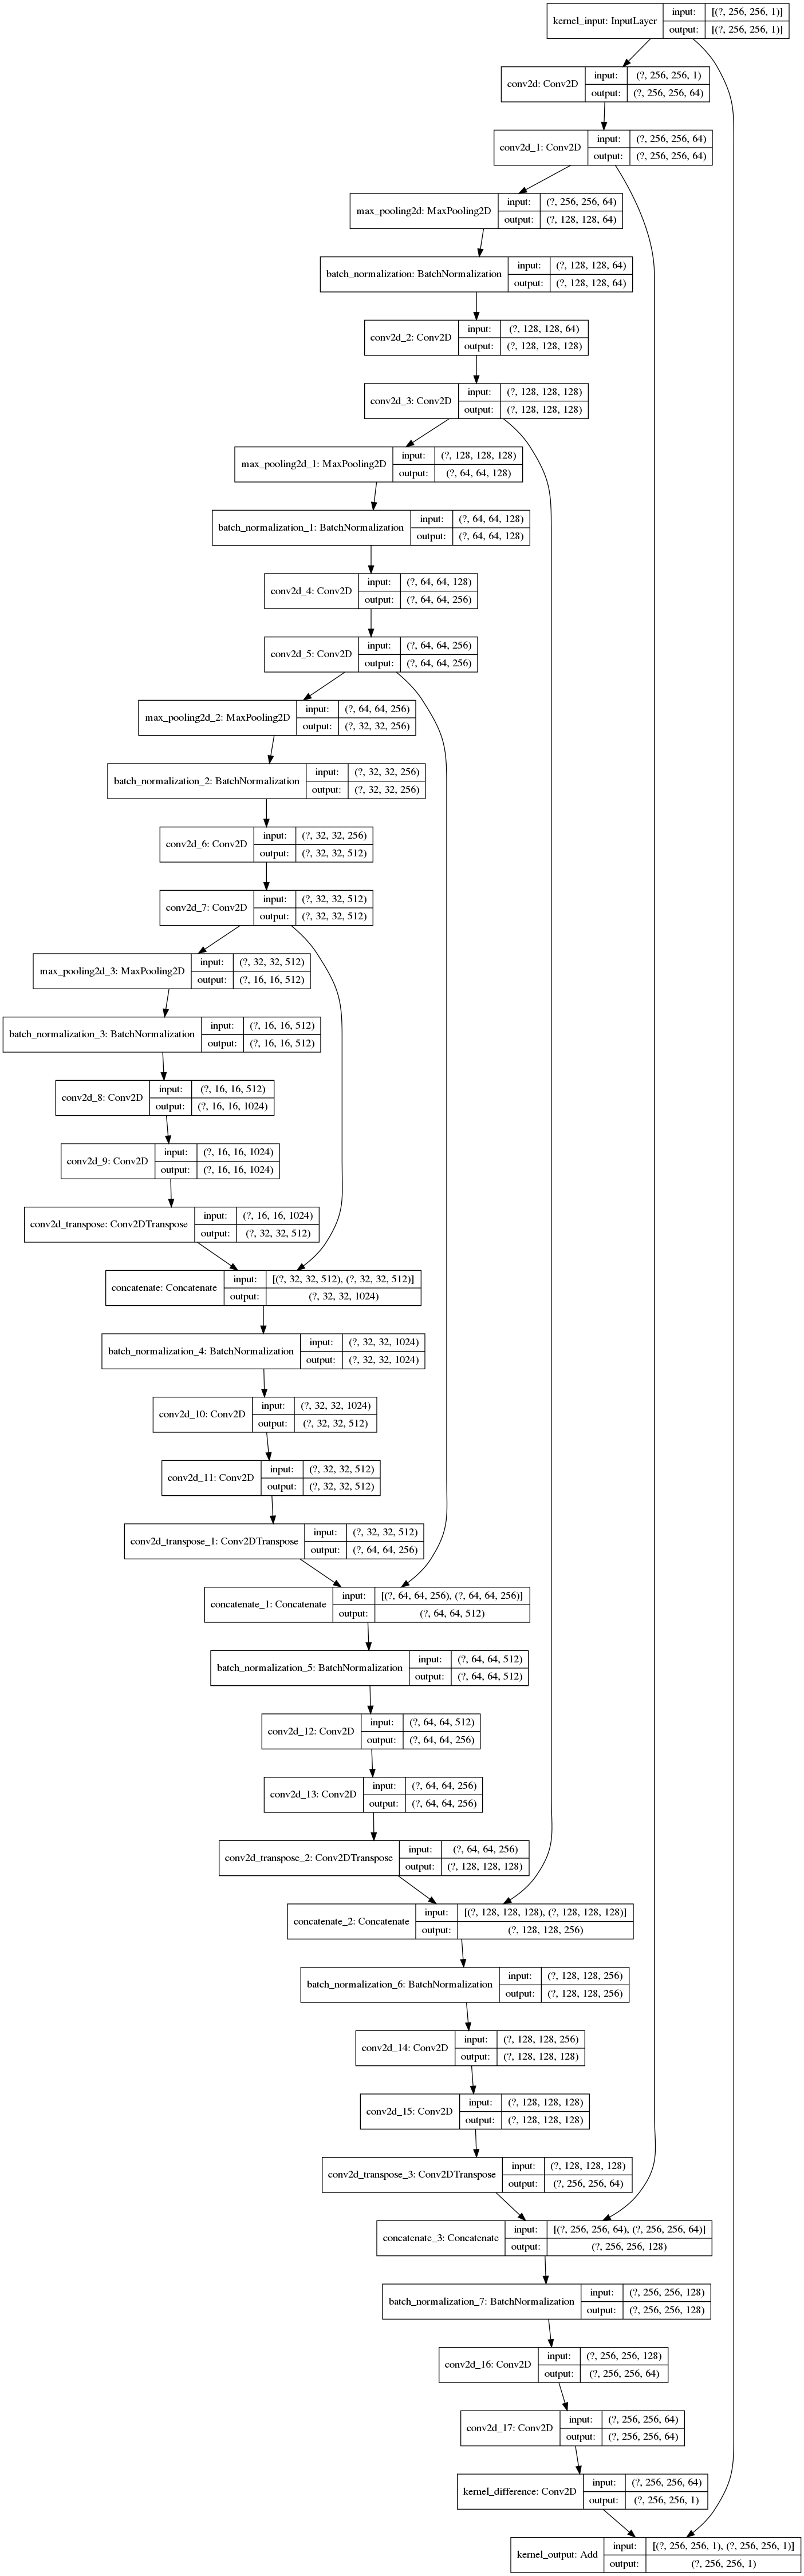 kernel_input: InputLayer
input: [(?, 256, 256, 1)]
output: [(?, 256, 256, 1)]
conv2d: Conv2D
input: (?, 256, 256, 1)
output: (?, 256, 256, 64)
conv2d_1: Conv2D
input: (?, 256, 256, 64)
output: (?, 256, 256, 64)
max_pooling2d: MaxPooling2D
input: (?, 256, 256, 64)
output: (?, 128, 128, 64)
batch_normalization: BatchNormalization
input: (?, 128, 128, 64)
output: (?, 128, 128, 64)
conv2d_2: Conv2D
input: (?, 128, 128, 64)
output: (?, 128, 128, 128)
conv2d_3: Conv2D
input: (?, 128, 128, 128)
output: (?, 128, 128, 128)
max_pooling2d_1: MaxPooling2D
input: (?, 128, 128, 128)
output: (?, 64, 64, 128)
batch_normalization_1: BatchNormalization
input: (?, 64, 64, 128)
output: (?, 64, 64, 128)
conv2d_4: Conv2D
input: (?, 64, 64, 128)
output: (?, 64, 64, 256)
conv2d_5: Conv2D
input: (?, 64, 64, 256)
output: (?, 64, 64, 256)
max_pooling2d_2: MaxPooling2D
input: (?, 64, 64, 256)
output: (?, 32, 32, 256)
batch_normalization_2: BatchNormalization
input: (?, 32, 32, 256)
output: (?, 32, 32, 256)
conv2d_6: Conv2D
input: (?, 32, 32, 256)
output: (?, 32, 32, 512)
conv2d_7: Conv2D
input: (?, 32, 32, 512)
output: (?, 32, 32, 512)
max_pooling2d_3: MaxPooling2D
input: (?, 32, 32, 512)
output: (?, 16, 16, 512)
batch_normalization_3: BatchNormalization
input: (?, 16, 16, 512)
output: (?, 16, 16, 512)
conv2d_8: Conv2D
input: (?, 16, 16, 512)
output: (?, 16, 16, 1024)
conv2d_9: Conv2D
input: (?, 16, 16, 1024)
output: (?, 16, 16, 1024)
conv2d_transpose: Conv2DTranspose
input: (?, 16, 16, 1024)
output: (?, 32, 32, 512)
concatenate: Concatenate
input: [(?, 32, 32, 512), (?, 32, 32, 512)]
output: (?, 32, 32, 1024)
batch_normalization_4: BatchNormalization
input: (?, 32, 32, 1024)
output: (?, 32, 32, 1024)
conv2d_10: Conv2D
input: (?, 32, 32, 1024)
output: (?, 32, 32, 512)
conv2d_11: Conv2D
input: (?, 32, 32, 512)
output: (?, 32, 32, 512)
conv2d_transpose_1: Conv2DTranspose
input: (?, 32, 32, 512)
output: (?, 64, 64, 256)
concatenate_1: Concatenate
input: [(?, 64, 64, 256), (?, 64, 64, 256)]
output: (?, 64, 64, 512)
batch_normalization_5: BatchNormalization
input: (?, 64, 64, 512)
output: (?, 64, 64, 512)
conv2d_12: Conv2D
input: (?, 64, 64, 512)
output: (?, 64, 64, 256)
conv2d_13: Conv2D
input: (?, 64, 64, 256)
output: (?, 64, 64, 256)
conv2d_transpose_2: Conv2DTranspose
input: (?, 64, 64, 256)
output: (?, 128, 128, 128)
concatenate_2: Concatenate
input: [(?, 128, 128, 128), (?, 128, 128, 128)]
output: (?, 128, 128, 256)
batch_normalization_6: BatchNormalization
input: (?, 128, 128, 256)
output: (?, 128, 128, 256)
conv2d_14: Conv2D
input: (?, 128, 128, 256)
output: (?, 128, 128, 128)
conv2d_15: Conv2D
input: (?, 128, 128, 128)
output: (?, 128, 128, 128)
conv2d_transpose_3: Conv2DTranspose
input: (?, 128, 128, 128)
output: (?, 256, 256, 64)
concatenate_3: Concatenate
input: [(?, 256, 256, 64), (?, 256, 256, 64)]
output: (?, 256, 256, 128)
batch_normalization_7: BatchNormalization
input: (?, 256, 256, 128)
output: (?, 256, 256, 128)
conv2d_16: Conv2D
input: (?, 256, 256, 128)
output: (?, 256, 256, 64)
conv2d_17: Conv2D
input: (?, 256, 256, 64)
output: (?, 256, 256, 64)
kernel_difference: Conv2D
input: (?, 256, 256, 64)
output: (?, 256, 256, 1)
kernel_output: Add
input: [(?, 256, 256, 1), (?, 256, 256, 1)]
output: (?, 256, 256, 1)